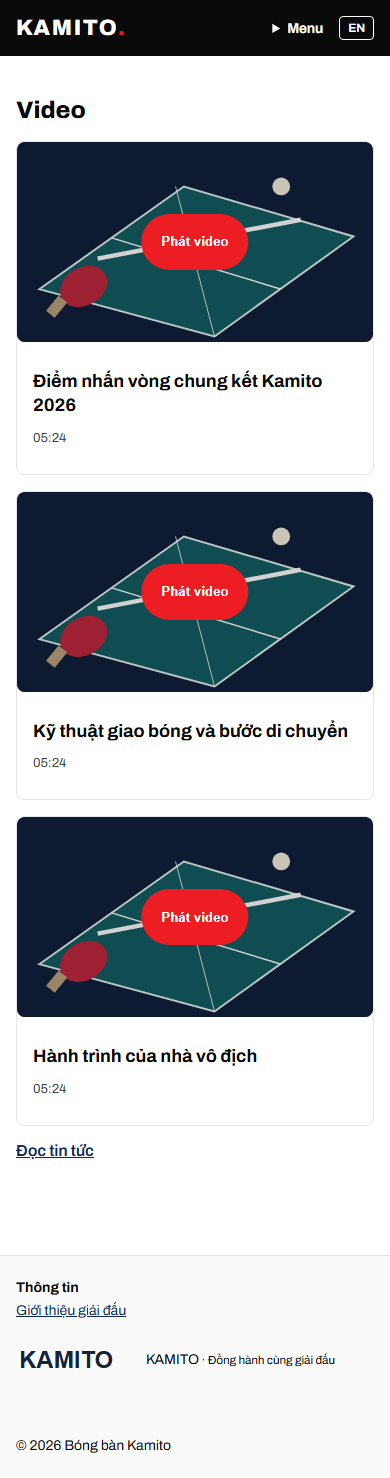 KAMITO.
Menu
EN
Video
Phát video
Điểm nhấn vòng chung kết Kamito
2026
05:24
Phát video
Kỹ thuật giao bóng và bước di chuyển
05:24
Phát video
Hành trình của nhà vô địch
05:24
Đọc tin tức
Thông tin
Giới thiệu giải đấu
KAMITO
KAMITO · Đồng hành cùng giải đấu
© 2026 Bóng bàn Kamito